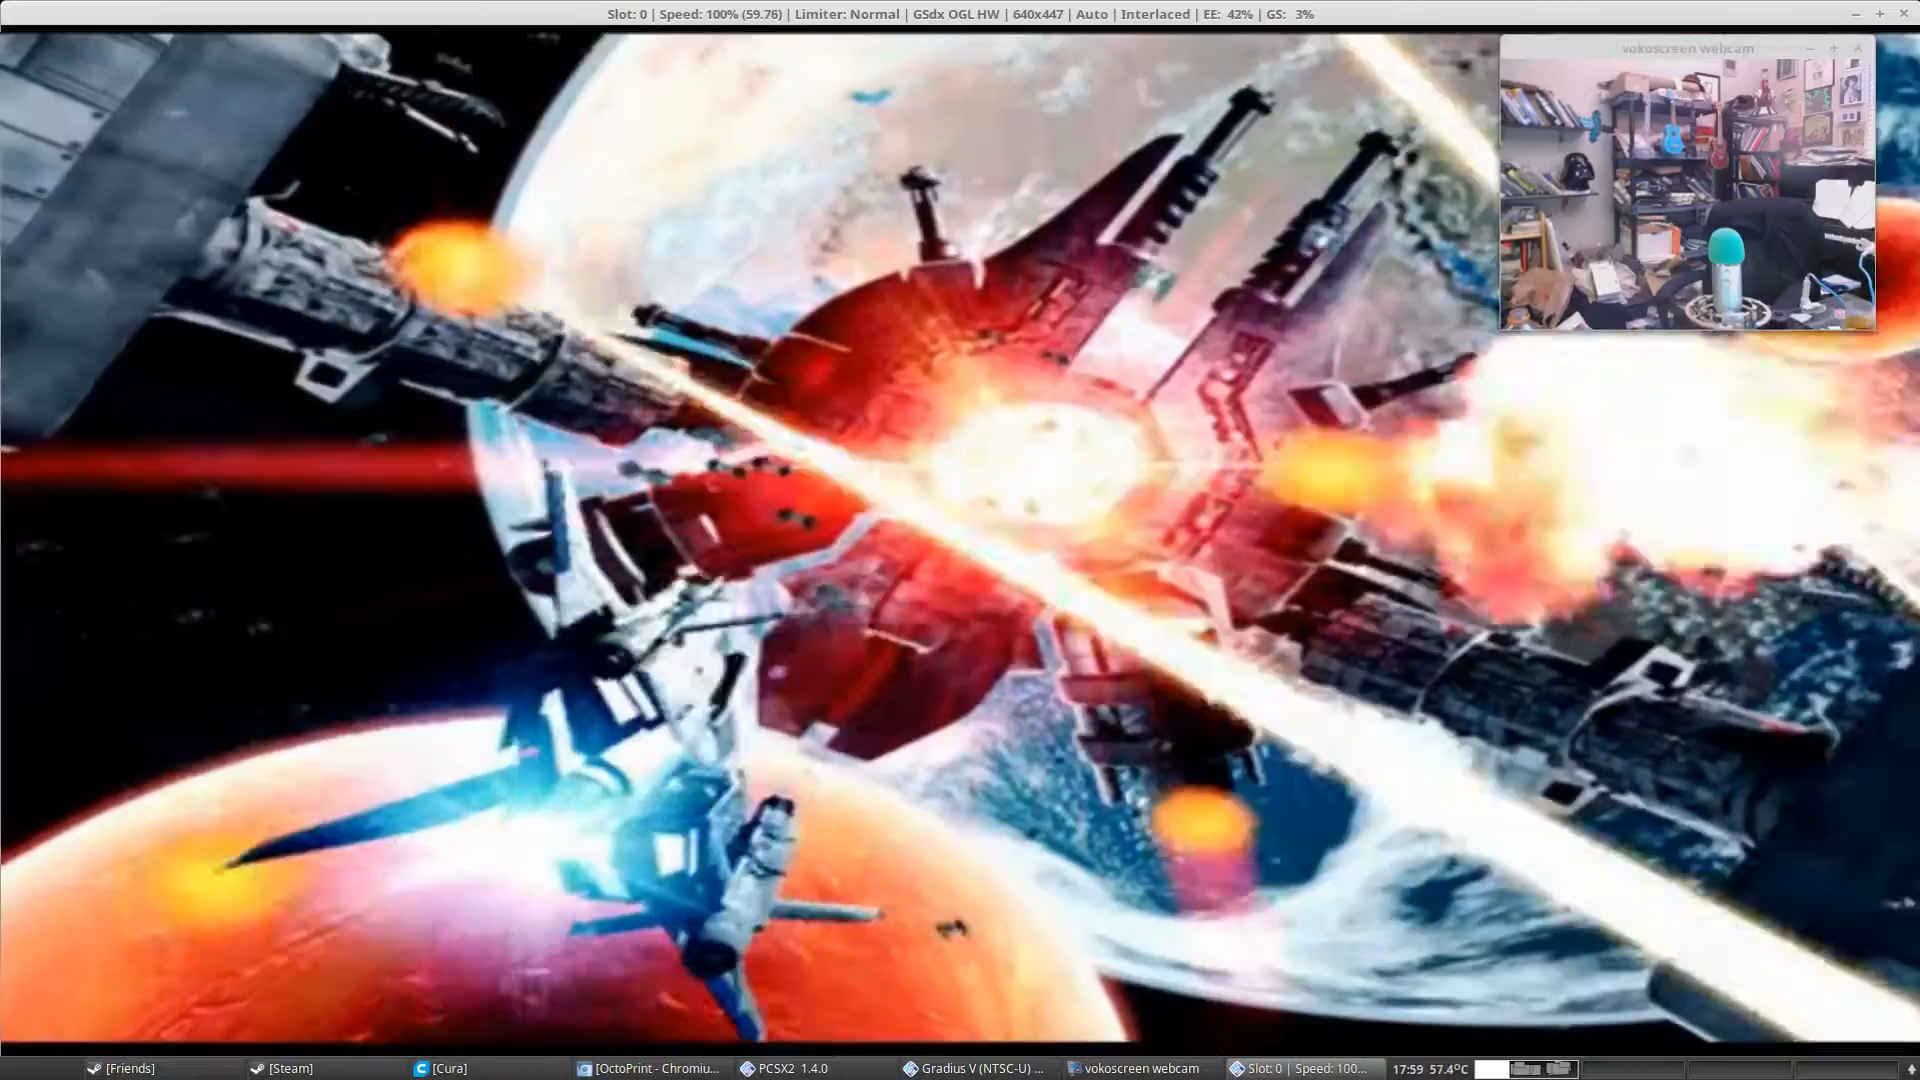 Slot: 0 | Speed: 100% (59.76) | Limiter: Normal | GSdx OGL HW | 640x447 | Auto | Interlaced | EE: 42% | GS: 3%
vokoscreen webcam
[Friends]
[Steam]
[Cura]
[OctoPrint - Chromiu...
PCSX2 1.4.0
Gradius V (NTSC-U) ...
vokoscreen webcam
Slot: 0 | Speed: 100...
17:59 57.4°C